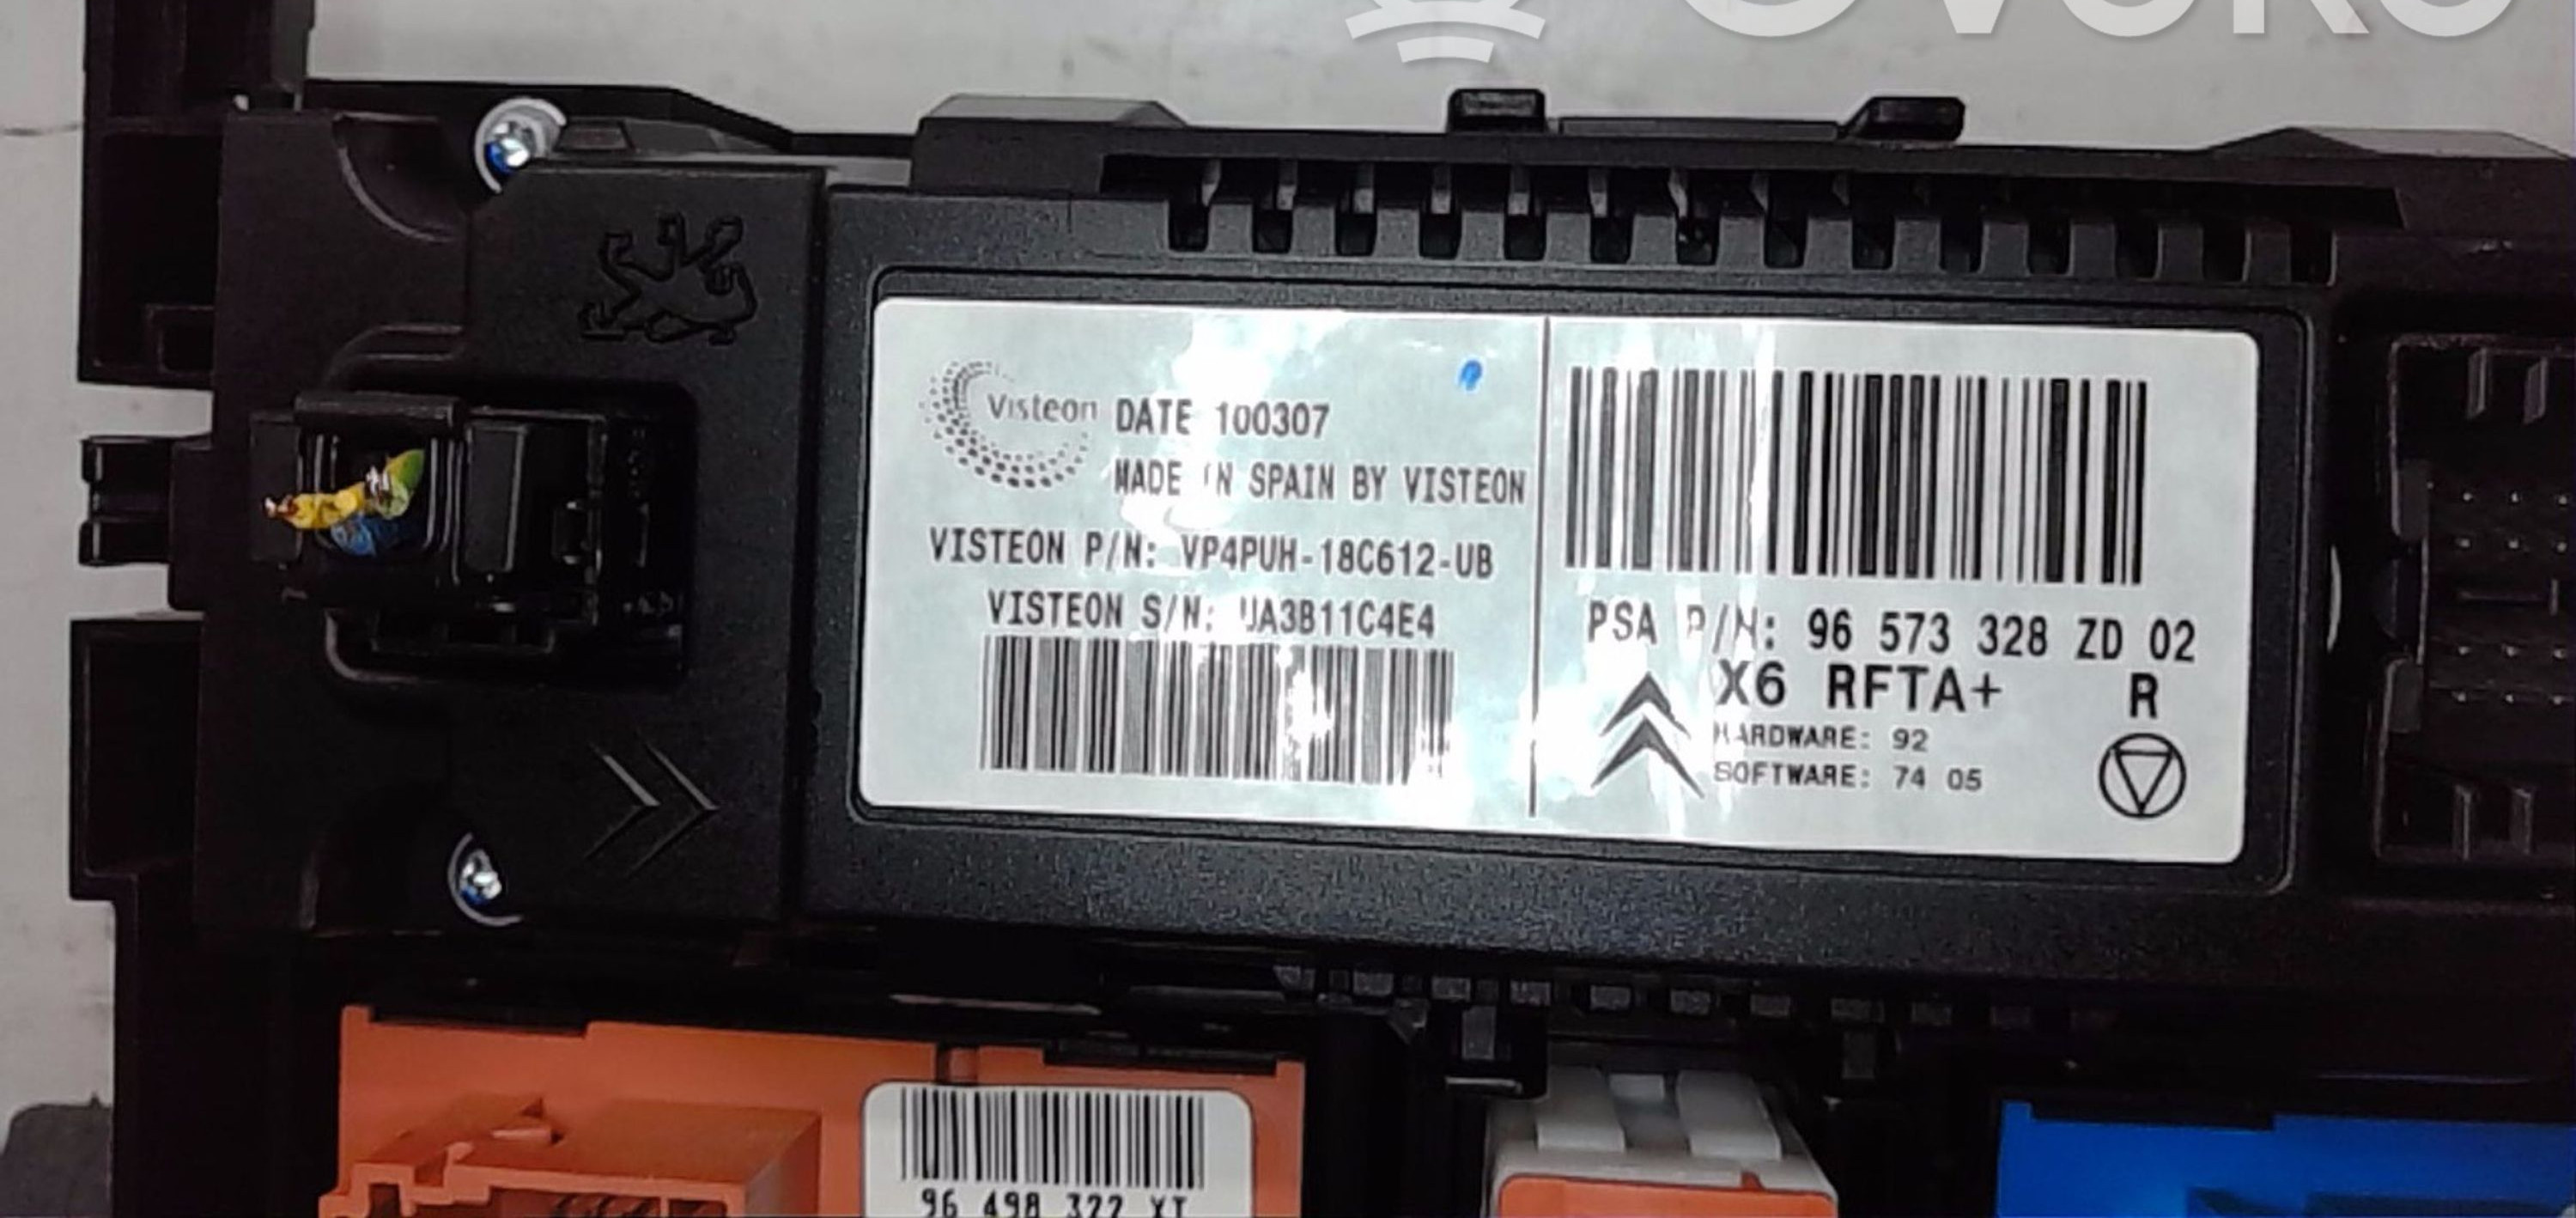 Visteon DATE 100307
MADE IN SPAIN BY VISTEON
VISTEON P/N: VP4PUH-18C612-UB
VISTEON S/N: UA3B11C4E4
PSA P/N: 96 573 328 ZD 02
X6 RFTA+ R
HARDWARE: 92
SOFTWARE: 74 05
96 498 322 XT